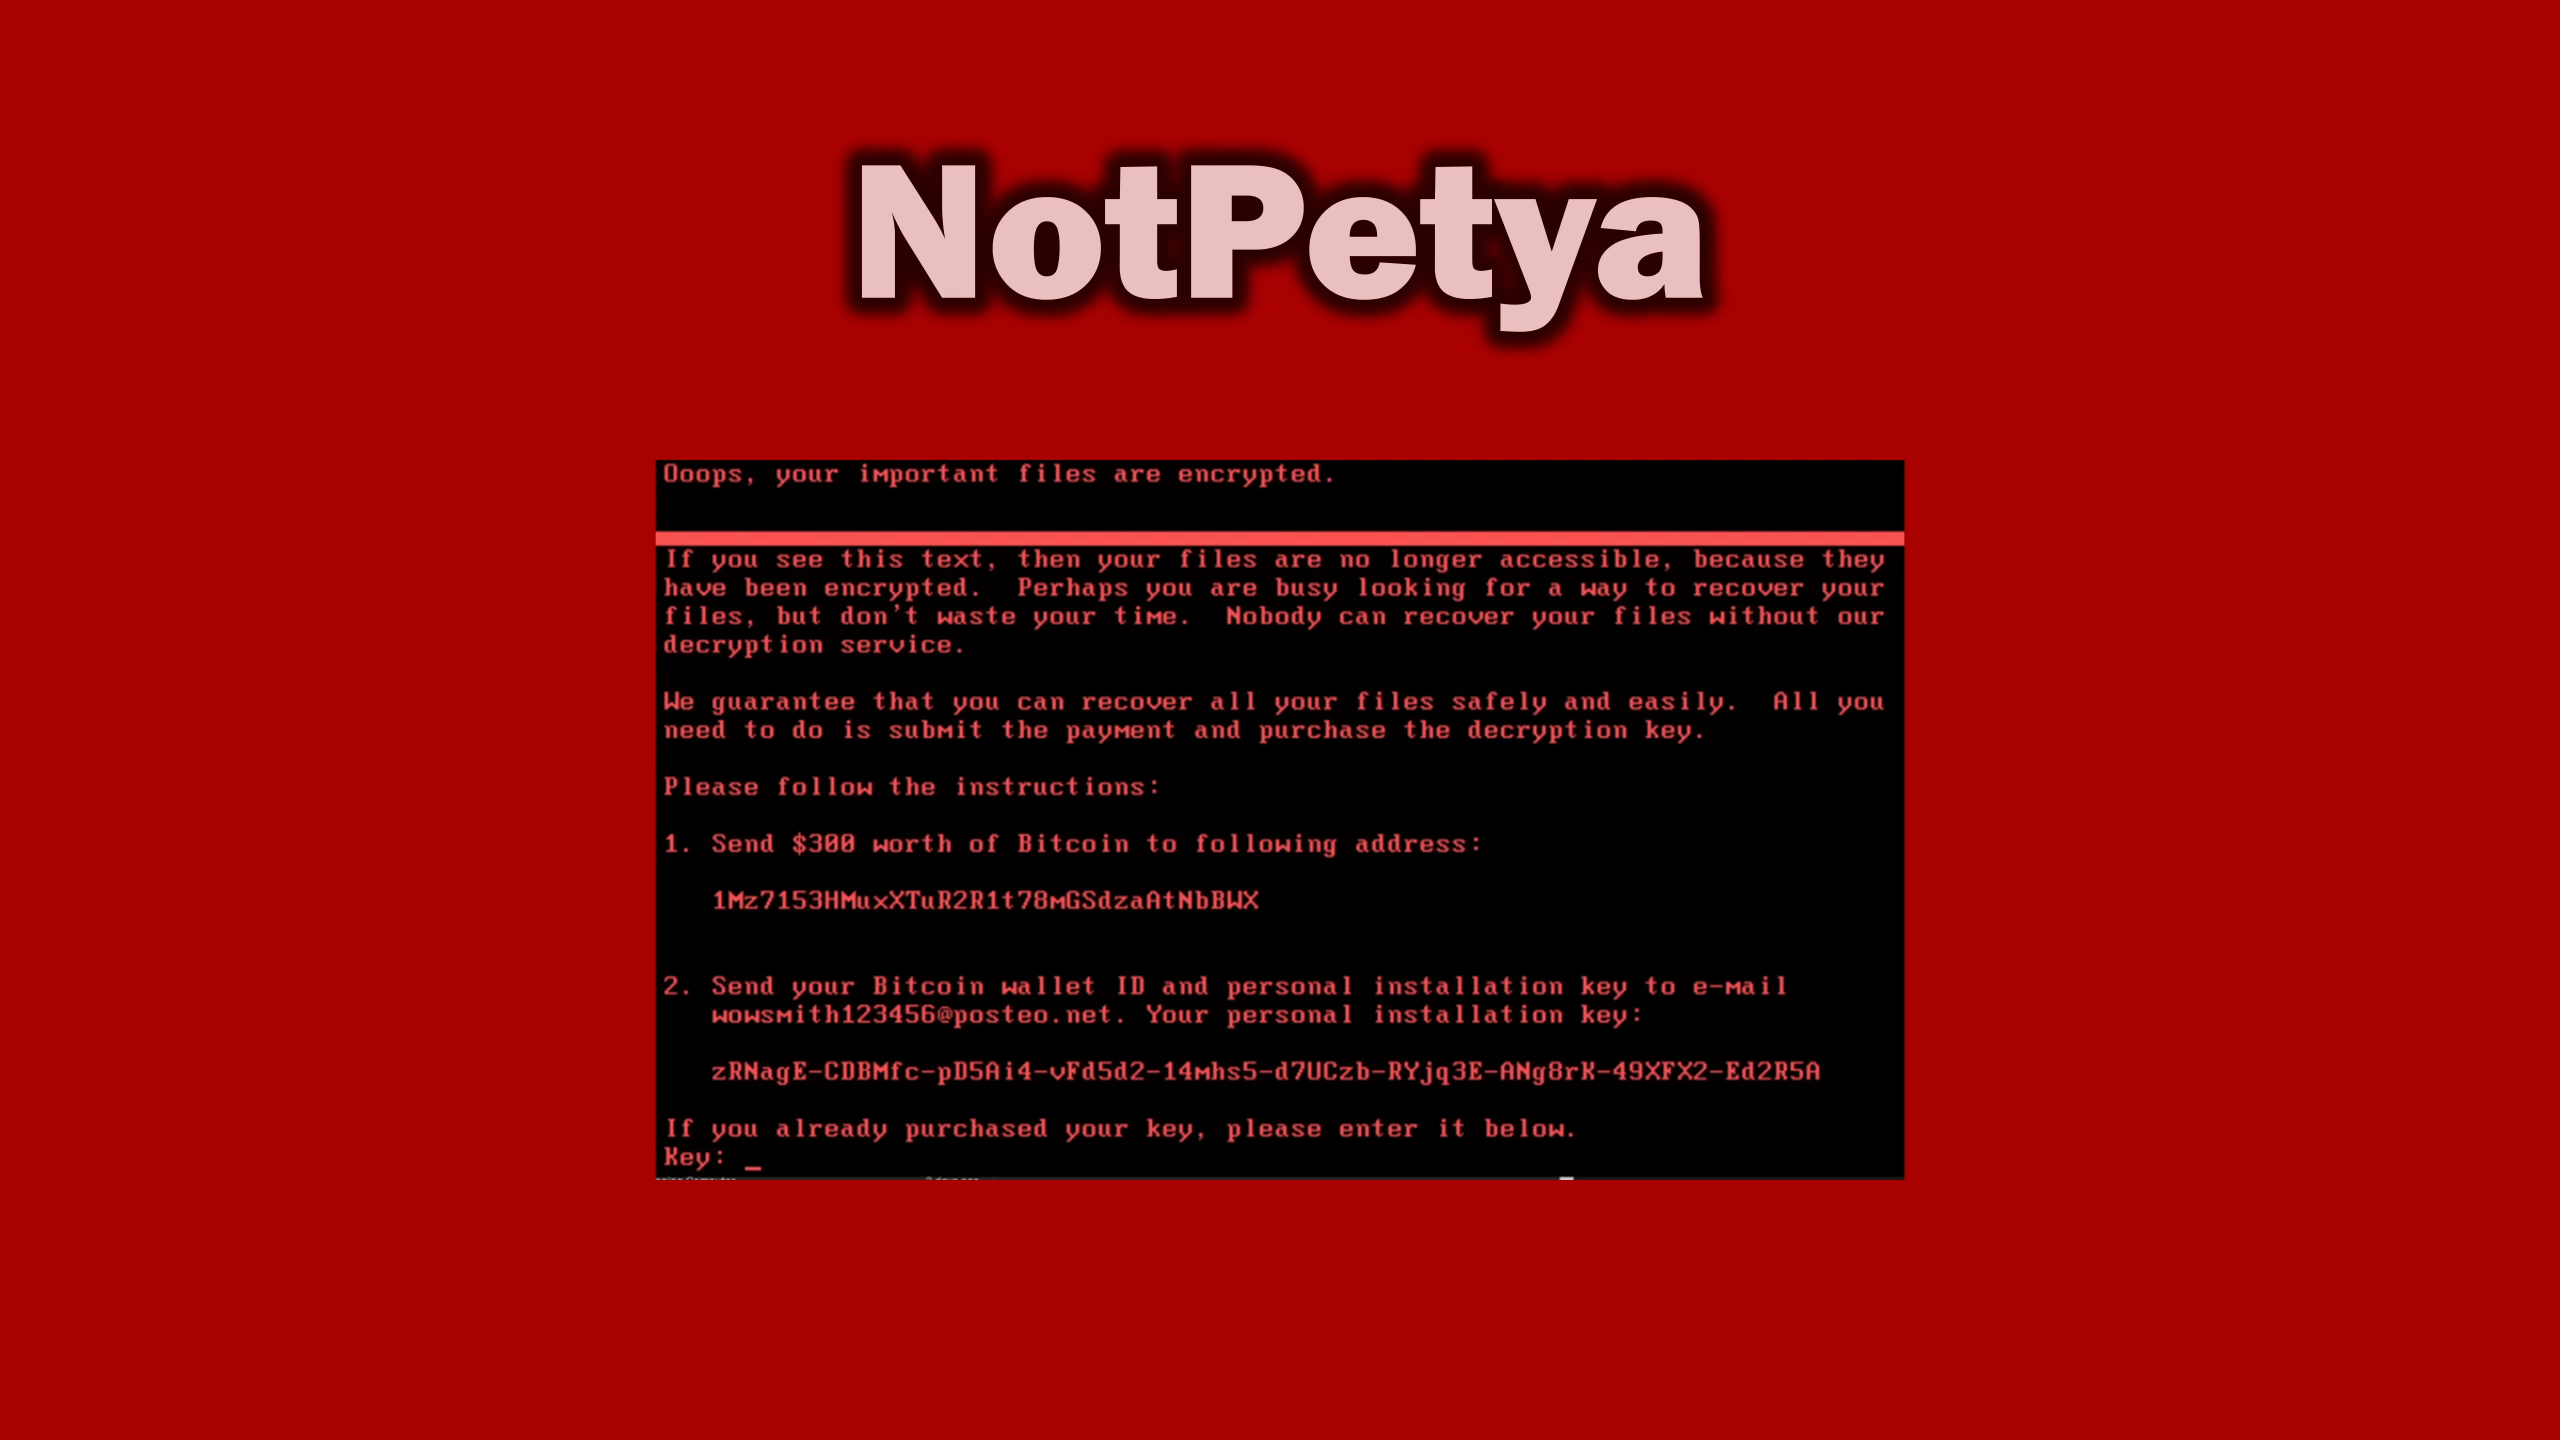 NotPetya
Ooops, your important files are encrypted.
If you see this text, then your files are no longer accessible, because they
have been encrypted.  Perhaps you are busy looking for a way to recover your
files, but don't waste your time.  Nobody can recover your files without our
decryption service.
We guarantee that you can recover all your files safely and easily.  All you
need to do is submit the payment and purchase the decryption key.
Please follow the instructions:
1. Send $300 worth of Bitcoin to following address:
1Mz7153HMuxXTuR2R1t78mGSdzaAtNbBWX
2. Send your Bitcoin wallet ID and personal installation key to e-mail
wowsmith123456@posteo.net. Your personal installation key:
zRNagE-CDBMfc-pD5Ai4-vFd5d2-14mhs5-d7UCzb-RYjq3E-ANg8rK-49XFX2-Ed2R5A
If you already purchased your key, please enter it below.
Key: _